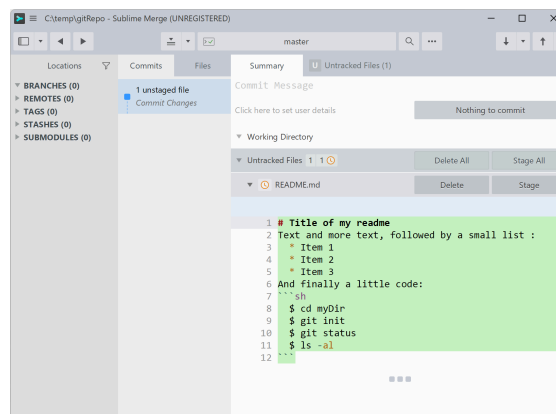 C:\temp\gitRepo - Sublime Merge (UNREGISTERED)
master
Locations
Commits
Files
Summary
U Untracked Files (1)
BRANCHES (0)
REMOTES (0)
TAGS (0)
STASHES (0)
SUBMODULES (0)
1 unstaged file
Commit Changes
Commit Message
Click here to set user details
Nothing to commit
Working Directory
Untracked Files 1 1
Delete All
Stage All
README.md
Delete
Stage
1 # Title of my readme
2 Text and more text, followed by a small list :
3 * Item 1
4 * Item 2
5 * Item 3
6 And finally a little code:
7 ```sh
8 $ cd myDir
9 $ git init
10 $ git status
11 $ ls -al
12 ```